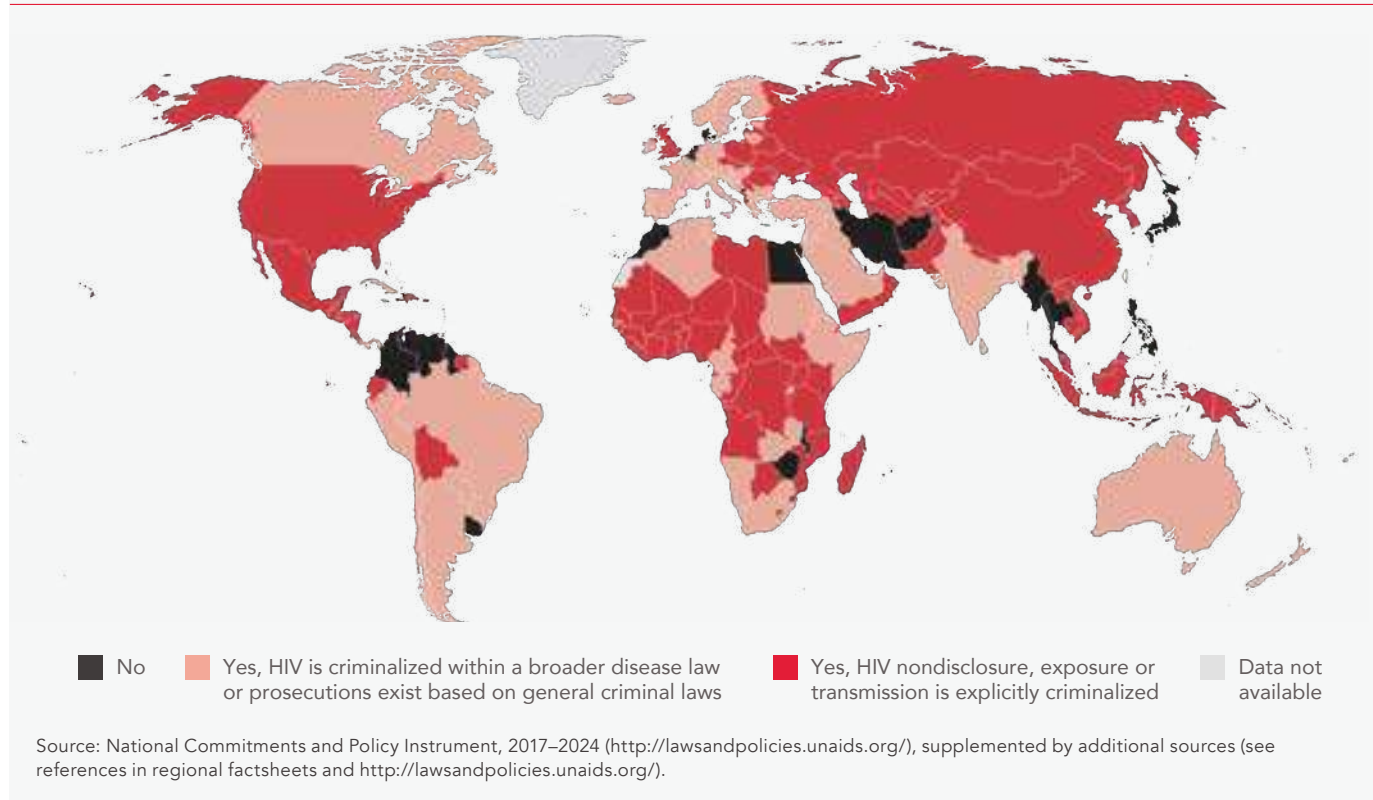 No
Yes, HIV is criminalized within a broader disease law
or prosecutions exist based on general criminal laws
Yes, HIV nondisclosure, exposure or
transmission is explicitly criminalized
Data not
available
Source: National Commitments and Policy Instrument, 2017–2024 (http://lawsandpolicies.unaids.org/), supplemented by additional sources (see
references in regional factsheets and http://lawsandpolicies.unaids.org/).